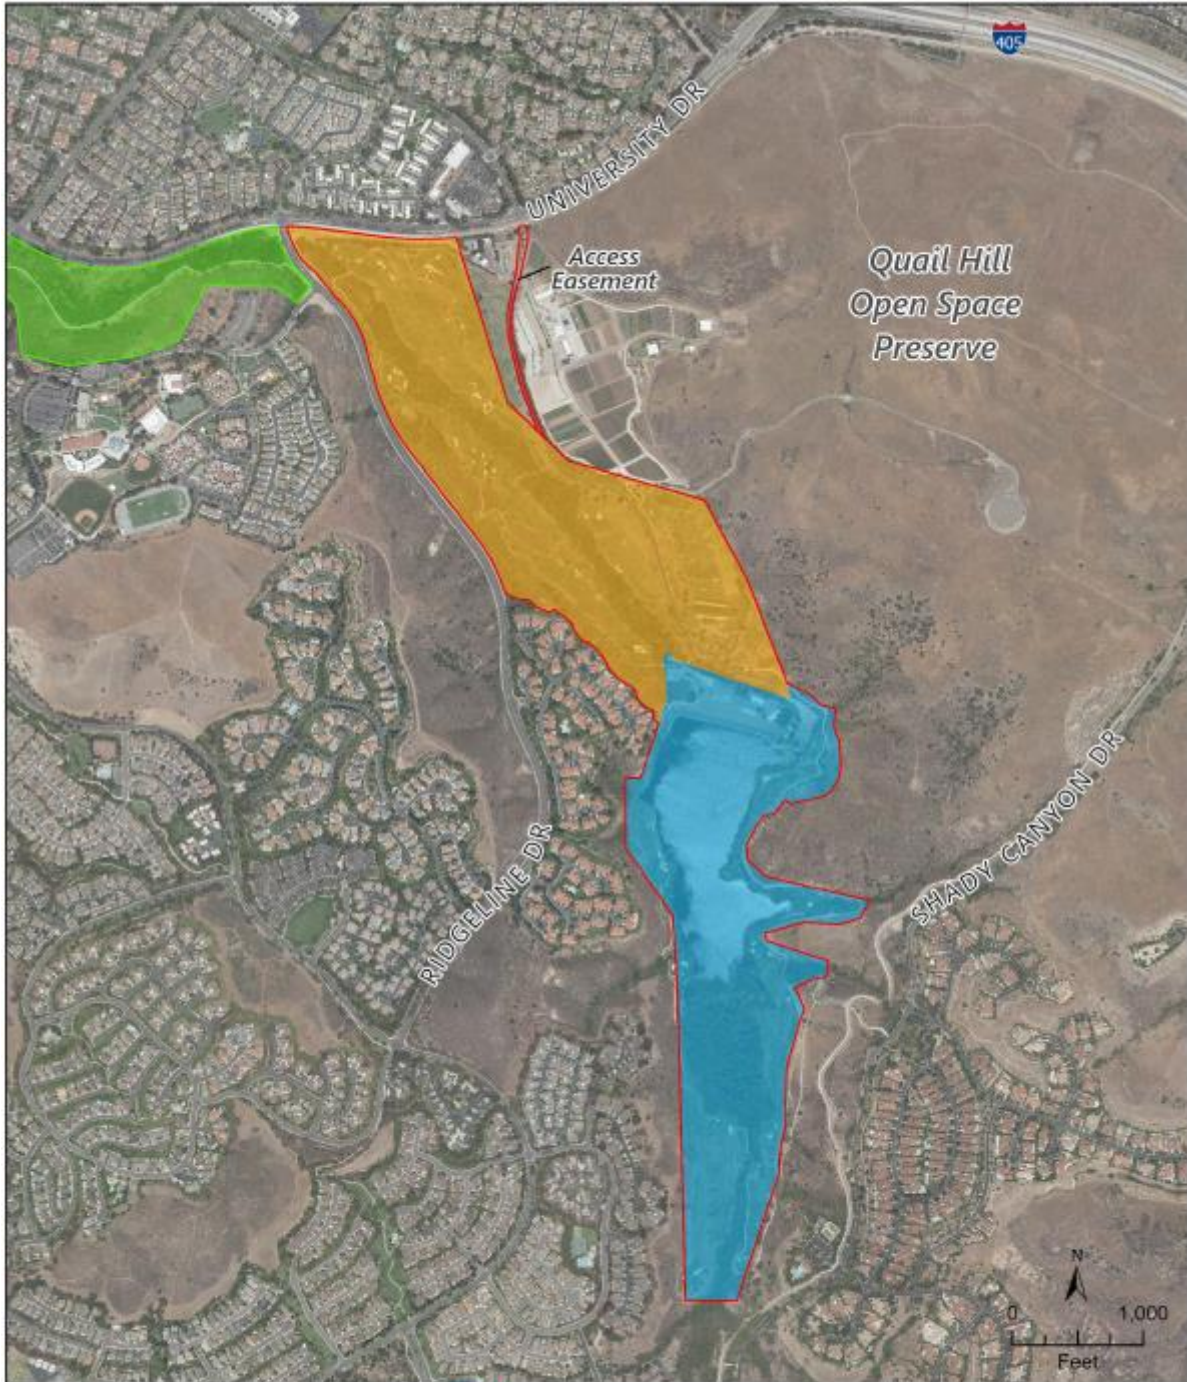 405
UNIVERSITY DR
Access
Easement
Quail Hill
Open Space
Preserve
SHADY CANYON DR
RIDGELINE DR
N
0 1,000
Feet